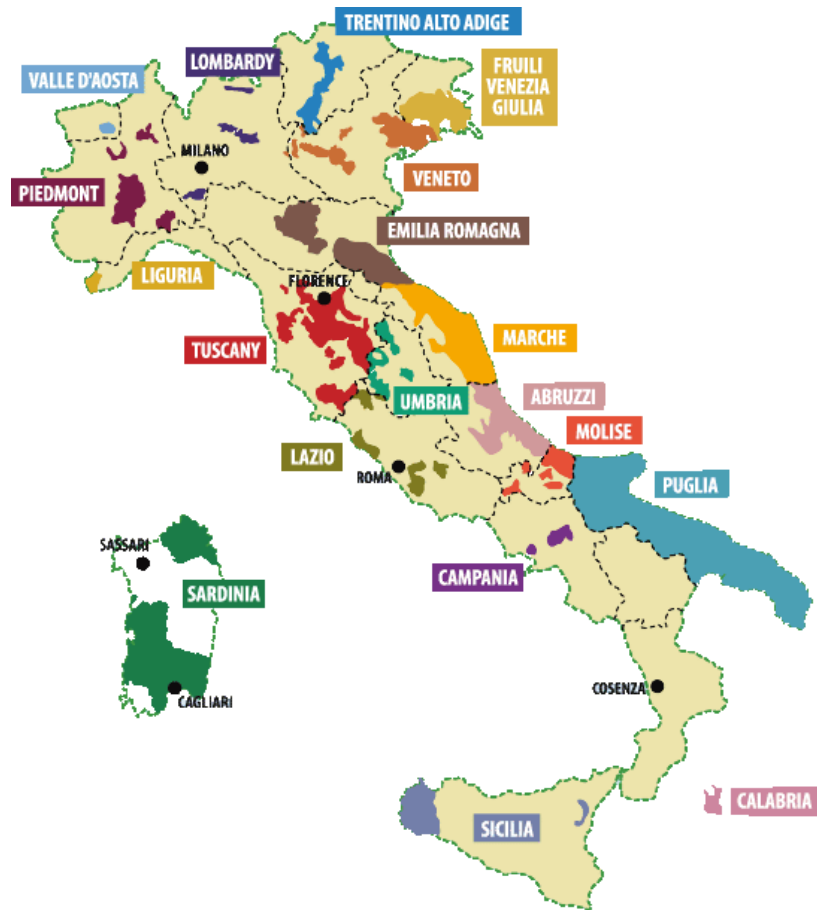 TRENTINO ALTO ADIGE
LOMBARDY
VALLE D'AOSTA
FRUILI
VENEZIA
GIULIA
MILANO
VENETO
PIEDMONT
EMILIA ROMAGNA
LIGURIA
FLORENCE
MARCHE
TUSCANY
UMBRIA
ABRUZZI
MOLISE
LAZIO
ROMA
PUGLIA
SASSARI
CAMPANIA
SARDINIA
COSENZA
CAGLIARI
CALABRIA
SICILIA